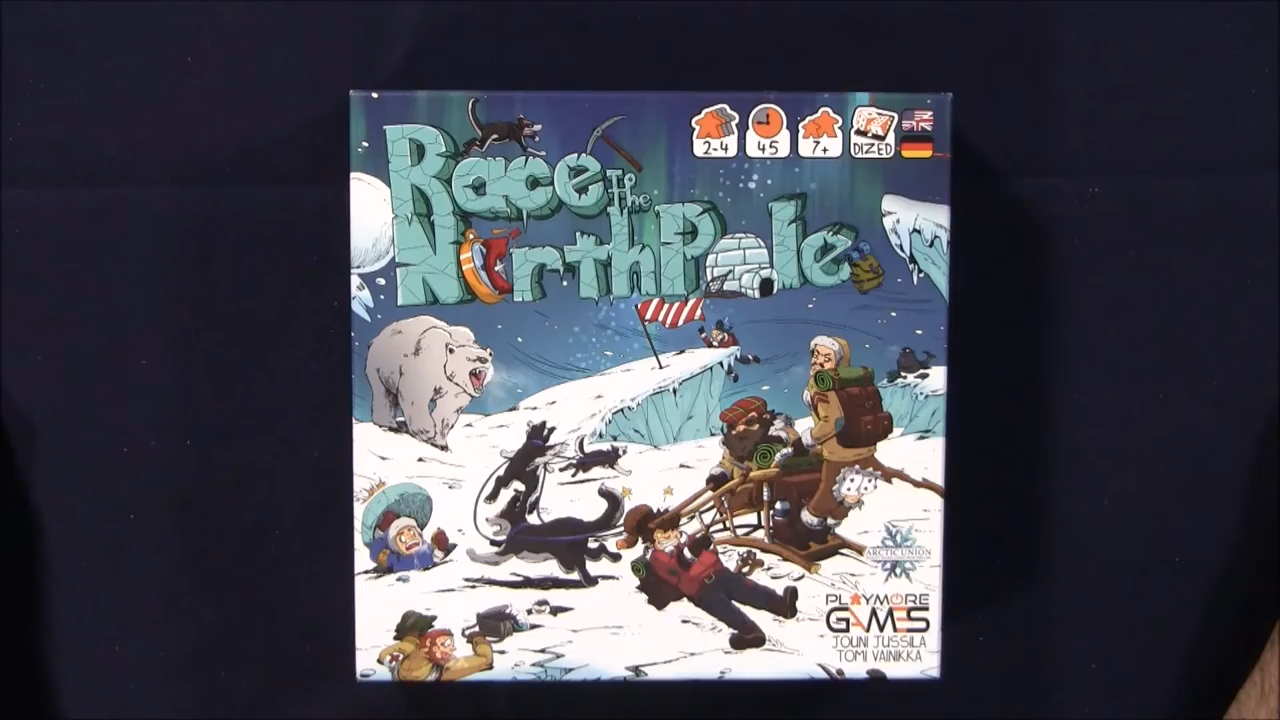 Race To The
North Pole
2-4
45
7+
DIZED
ARCTIC UNION
PLAYMORE
GAMES
JOUNI JUSSILA
TOMI VAINIKKA